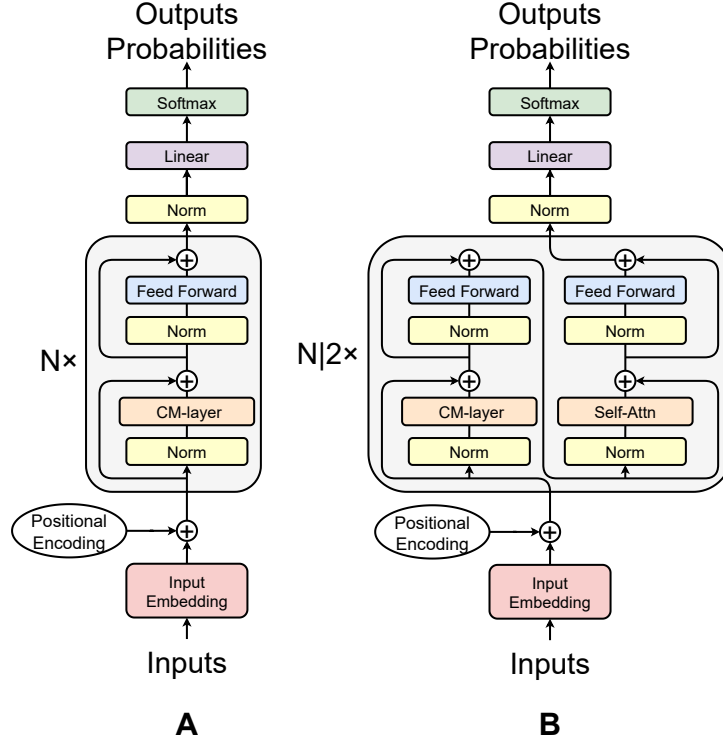 Outputs
Probabilities
Softmax
Linear
Norm
Feed Forward
Norm
N×
CM-layer
Norm
Positional
Encoding
Input
Embedding
Inputs
A
Outputs
Probabilities
Softmax
Linear
Norm
Feed Forward
Feed Forward
Norm
Norm
N|2×
CM-layer
Self-Attn
Norm
Norm
Positional
Encoding
Input
Embedding
Inputs
B